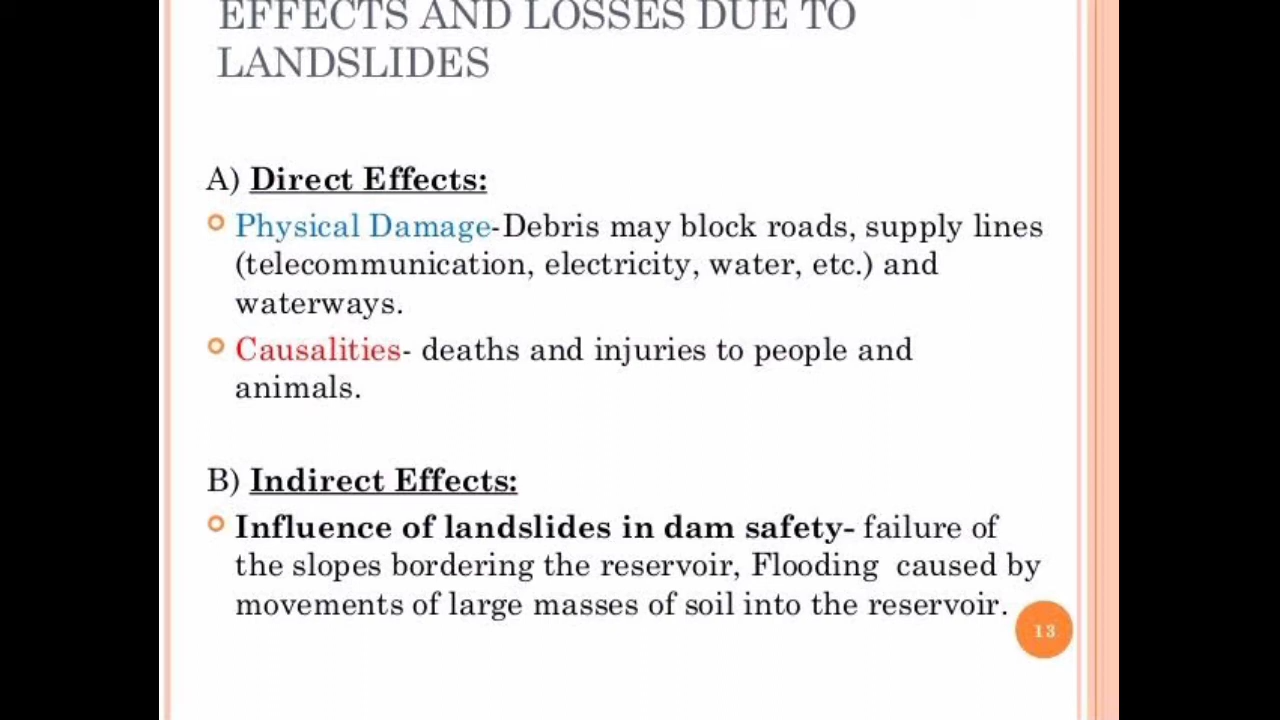 EFFECTS AND LOSSES DUE TO
LANDSLIDES
A) Direct Effects:
Physical Damage-Debris may block roads, supply lines
(telecommunication, electricity, water, etc.) and
waterways.
Causalities- deaths and injuries to people and
animals.
B) Indirect Effects:
Influence of landslides in dam safety- failure of
the slopes bordering the reservoir, Flooding  caused by
movements of large masses of soil into the reservoir.
13